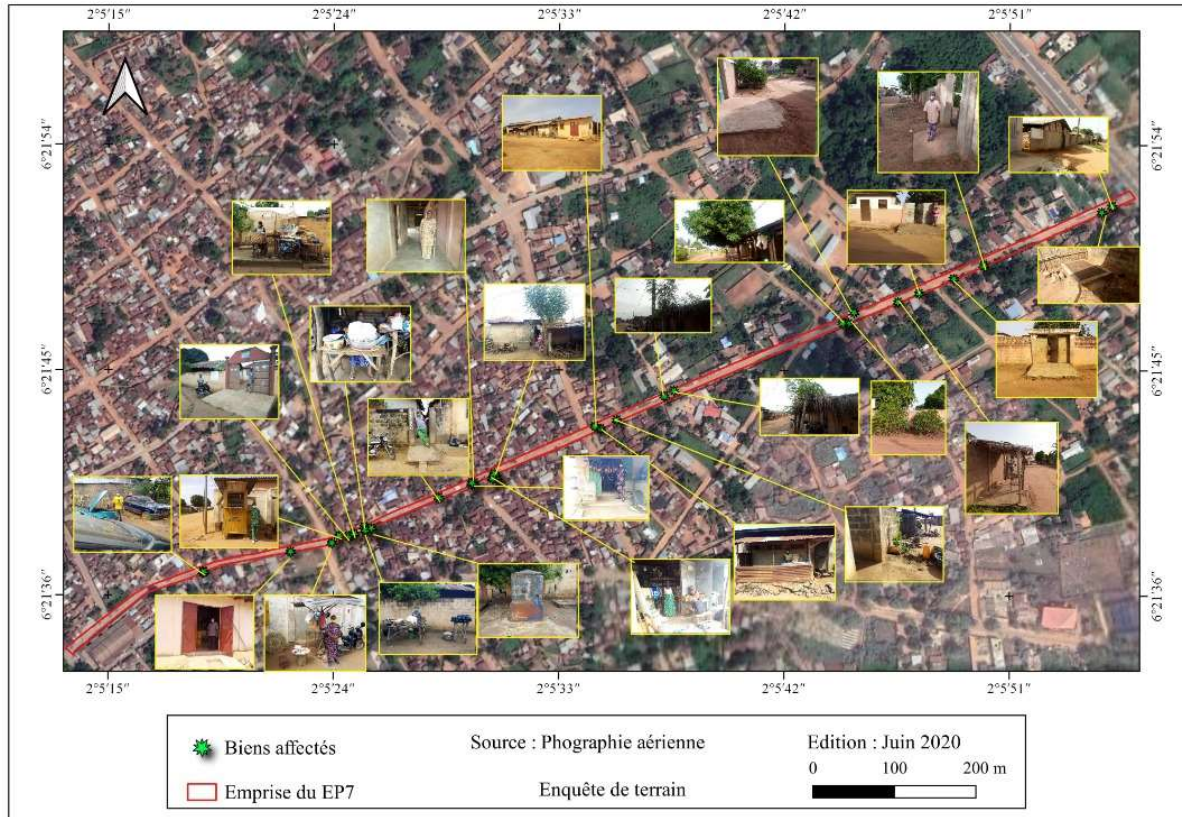 2°5'15" 2°5'24" 2°5'33" 2°5'42" 2°5'51"
6°21'54" 6°21'54"
6°21'45" 6°21'45"
6°21'36" 6°21'36"
2°5'15" 2°5'24" 2°5'33" 2°5'42" 2°5'51"
Biens affectés Source : Phographie aérienne Edition : Juin 2020
0 100 200 m
Emprise du EP7 Enquête de terrain